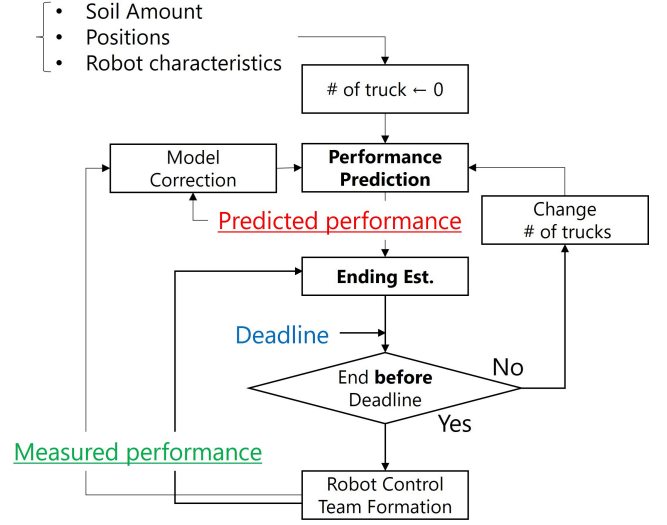 • Soil Amount
• Positions
• Robot characteristics
# of truck ← 0
Model
Correction
Performance
Prediction
Predicted performance
Change
# of trucks
Ending Est.
Deadline
End before
Deadline
No
Yes
Measured performance
Robot Control
Team Formation